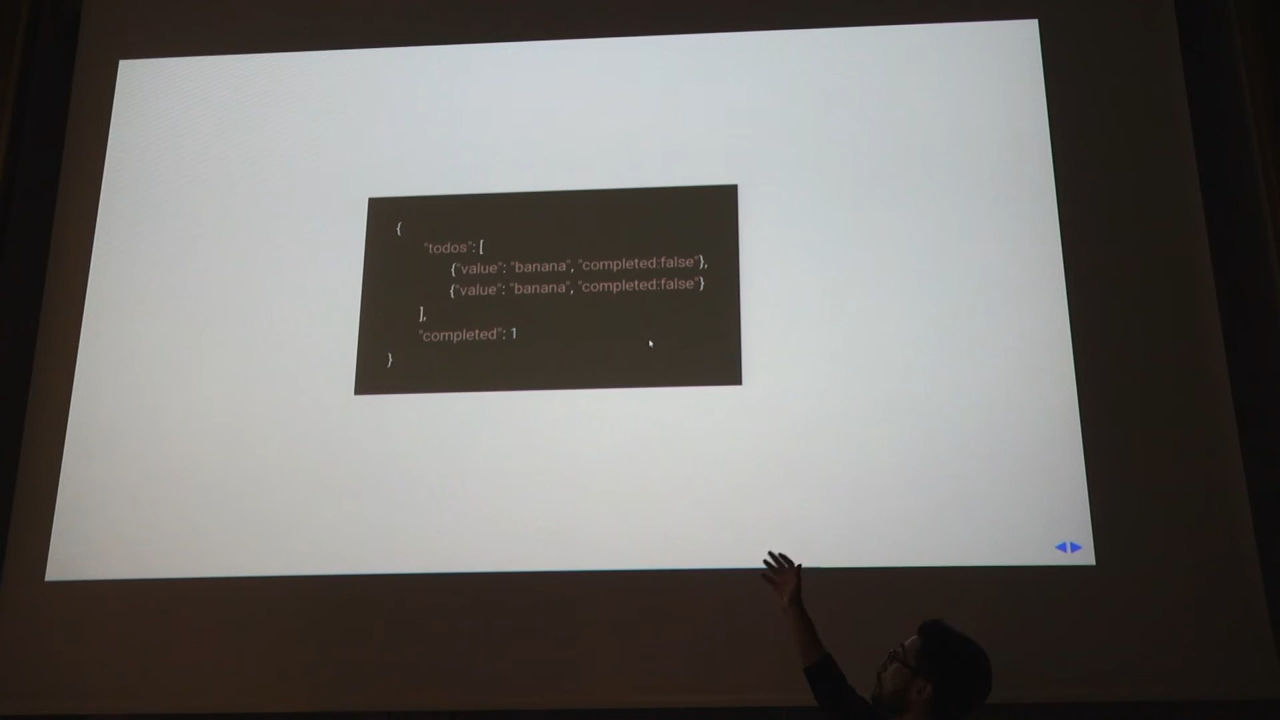 {
"todos": [
{"value": "banana", "completed:false"},
{"value": "banana", "completed:false"}
],
"completed": 1
}